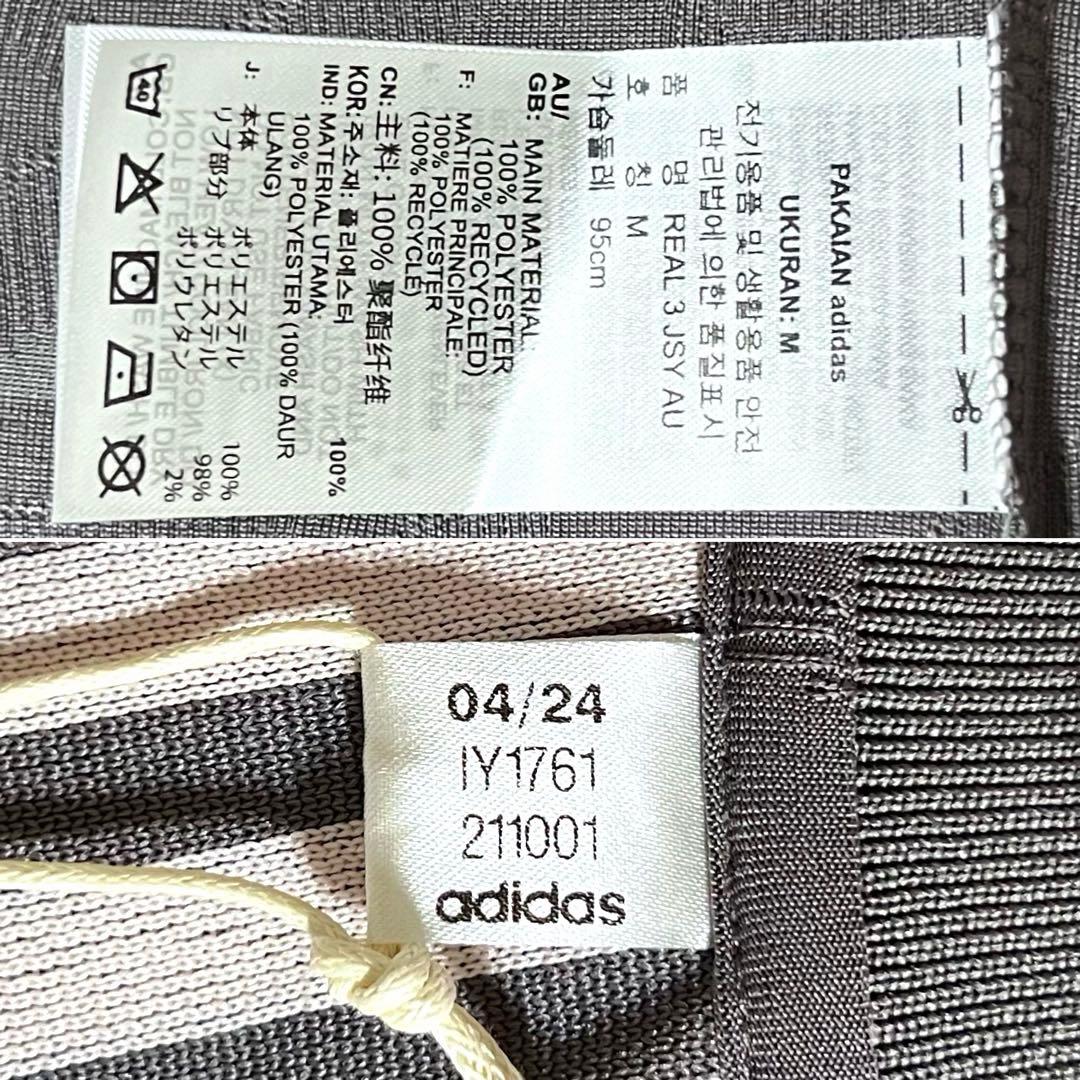 PAKAIAN adidas
UKURAN: M
전기용품 및 생활용품 안전
관리법에 의한 품질표시
품 명 REAL 3 JSY AU
호 칭 M
가슴둘레 95cm
AU/
GB: MAIN MATERIAL:
100% POLYESTER
(100% RECYCLED)
F: MATIERE PRINCIPALE:
100% POLYESTER
(100% RECYCLE)
CN: 主料: 100% 聚酯纤维
KOR: 주소재: 폴리에스터 100%
IND: MATERIAL UTAMA:
100% POLYESTER (100% DAUR
ULANG)
J: 本体 ポリエステル 100%
リブ部分 ポリエステル 98%
ポリウレタン 2%
40
04/24
IY1761
211001
adidas